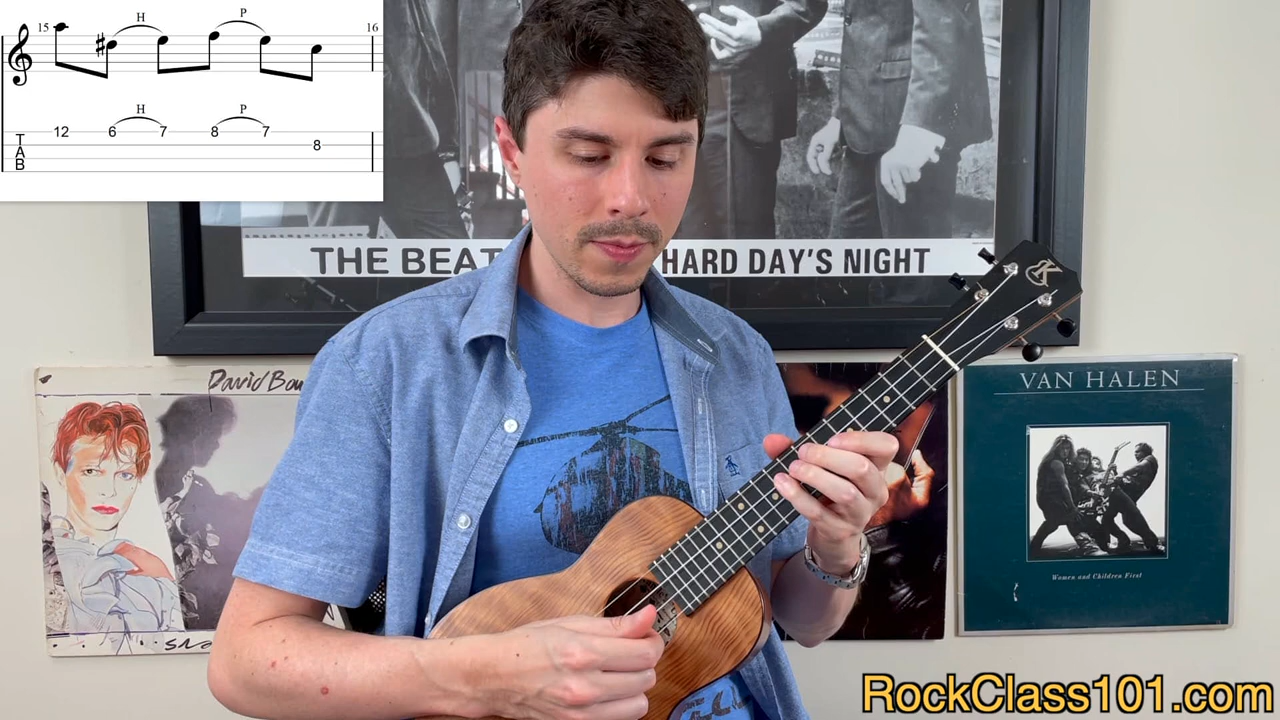 15 H P 16
H P
12 6 7 8 7
8
T
A
B
THE BEAT HARD DAY'S NIGHT
David Bow
VAN HALEN
Women and Children First
K
RockClass101.com